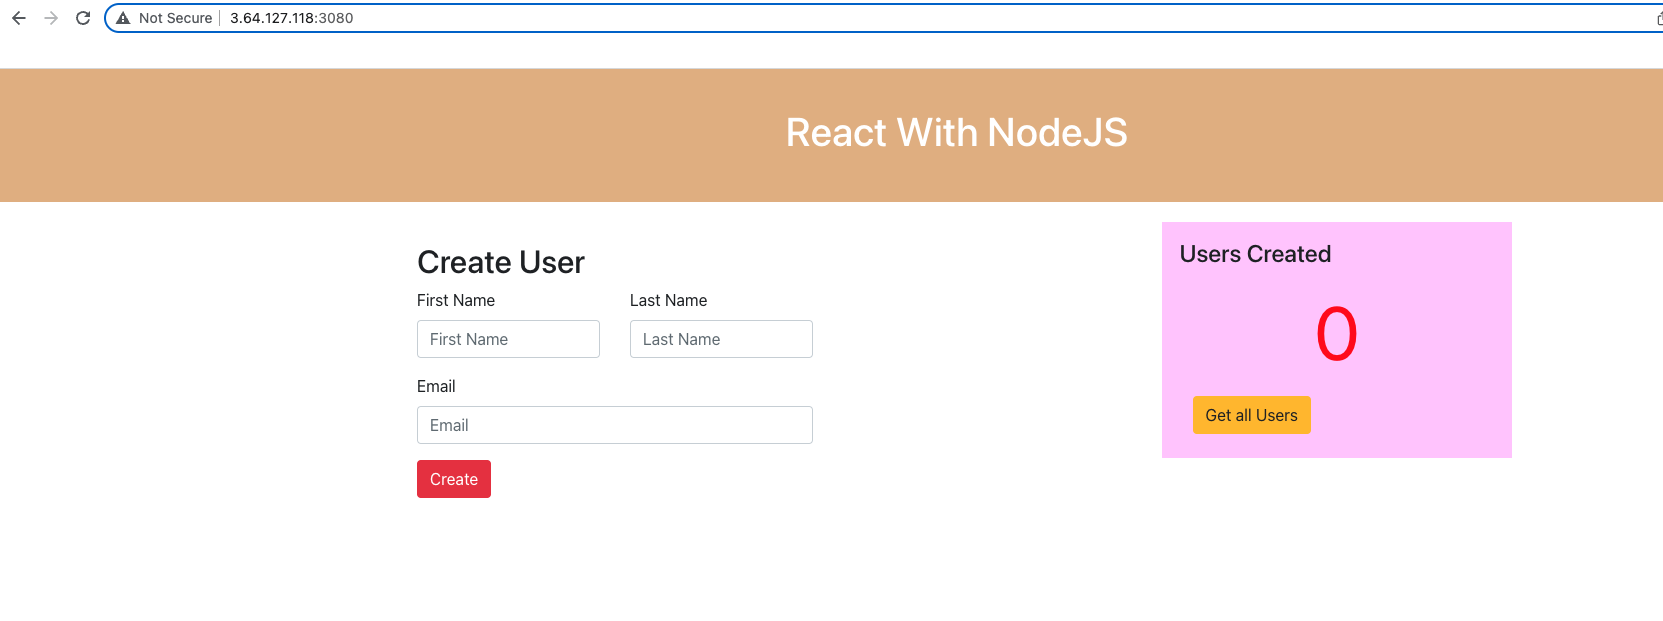 Not Secure 3.64.127.118:3080
React With NodeJS
Create User
First Name Last Name
First Name Last Name
Email
Email
Create
Users Created
0
Get all Users